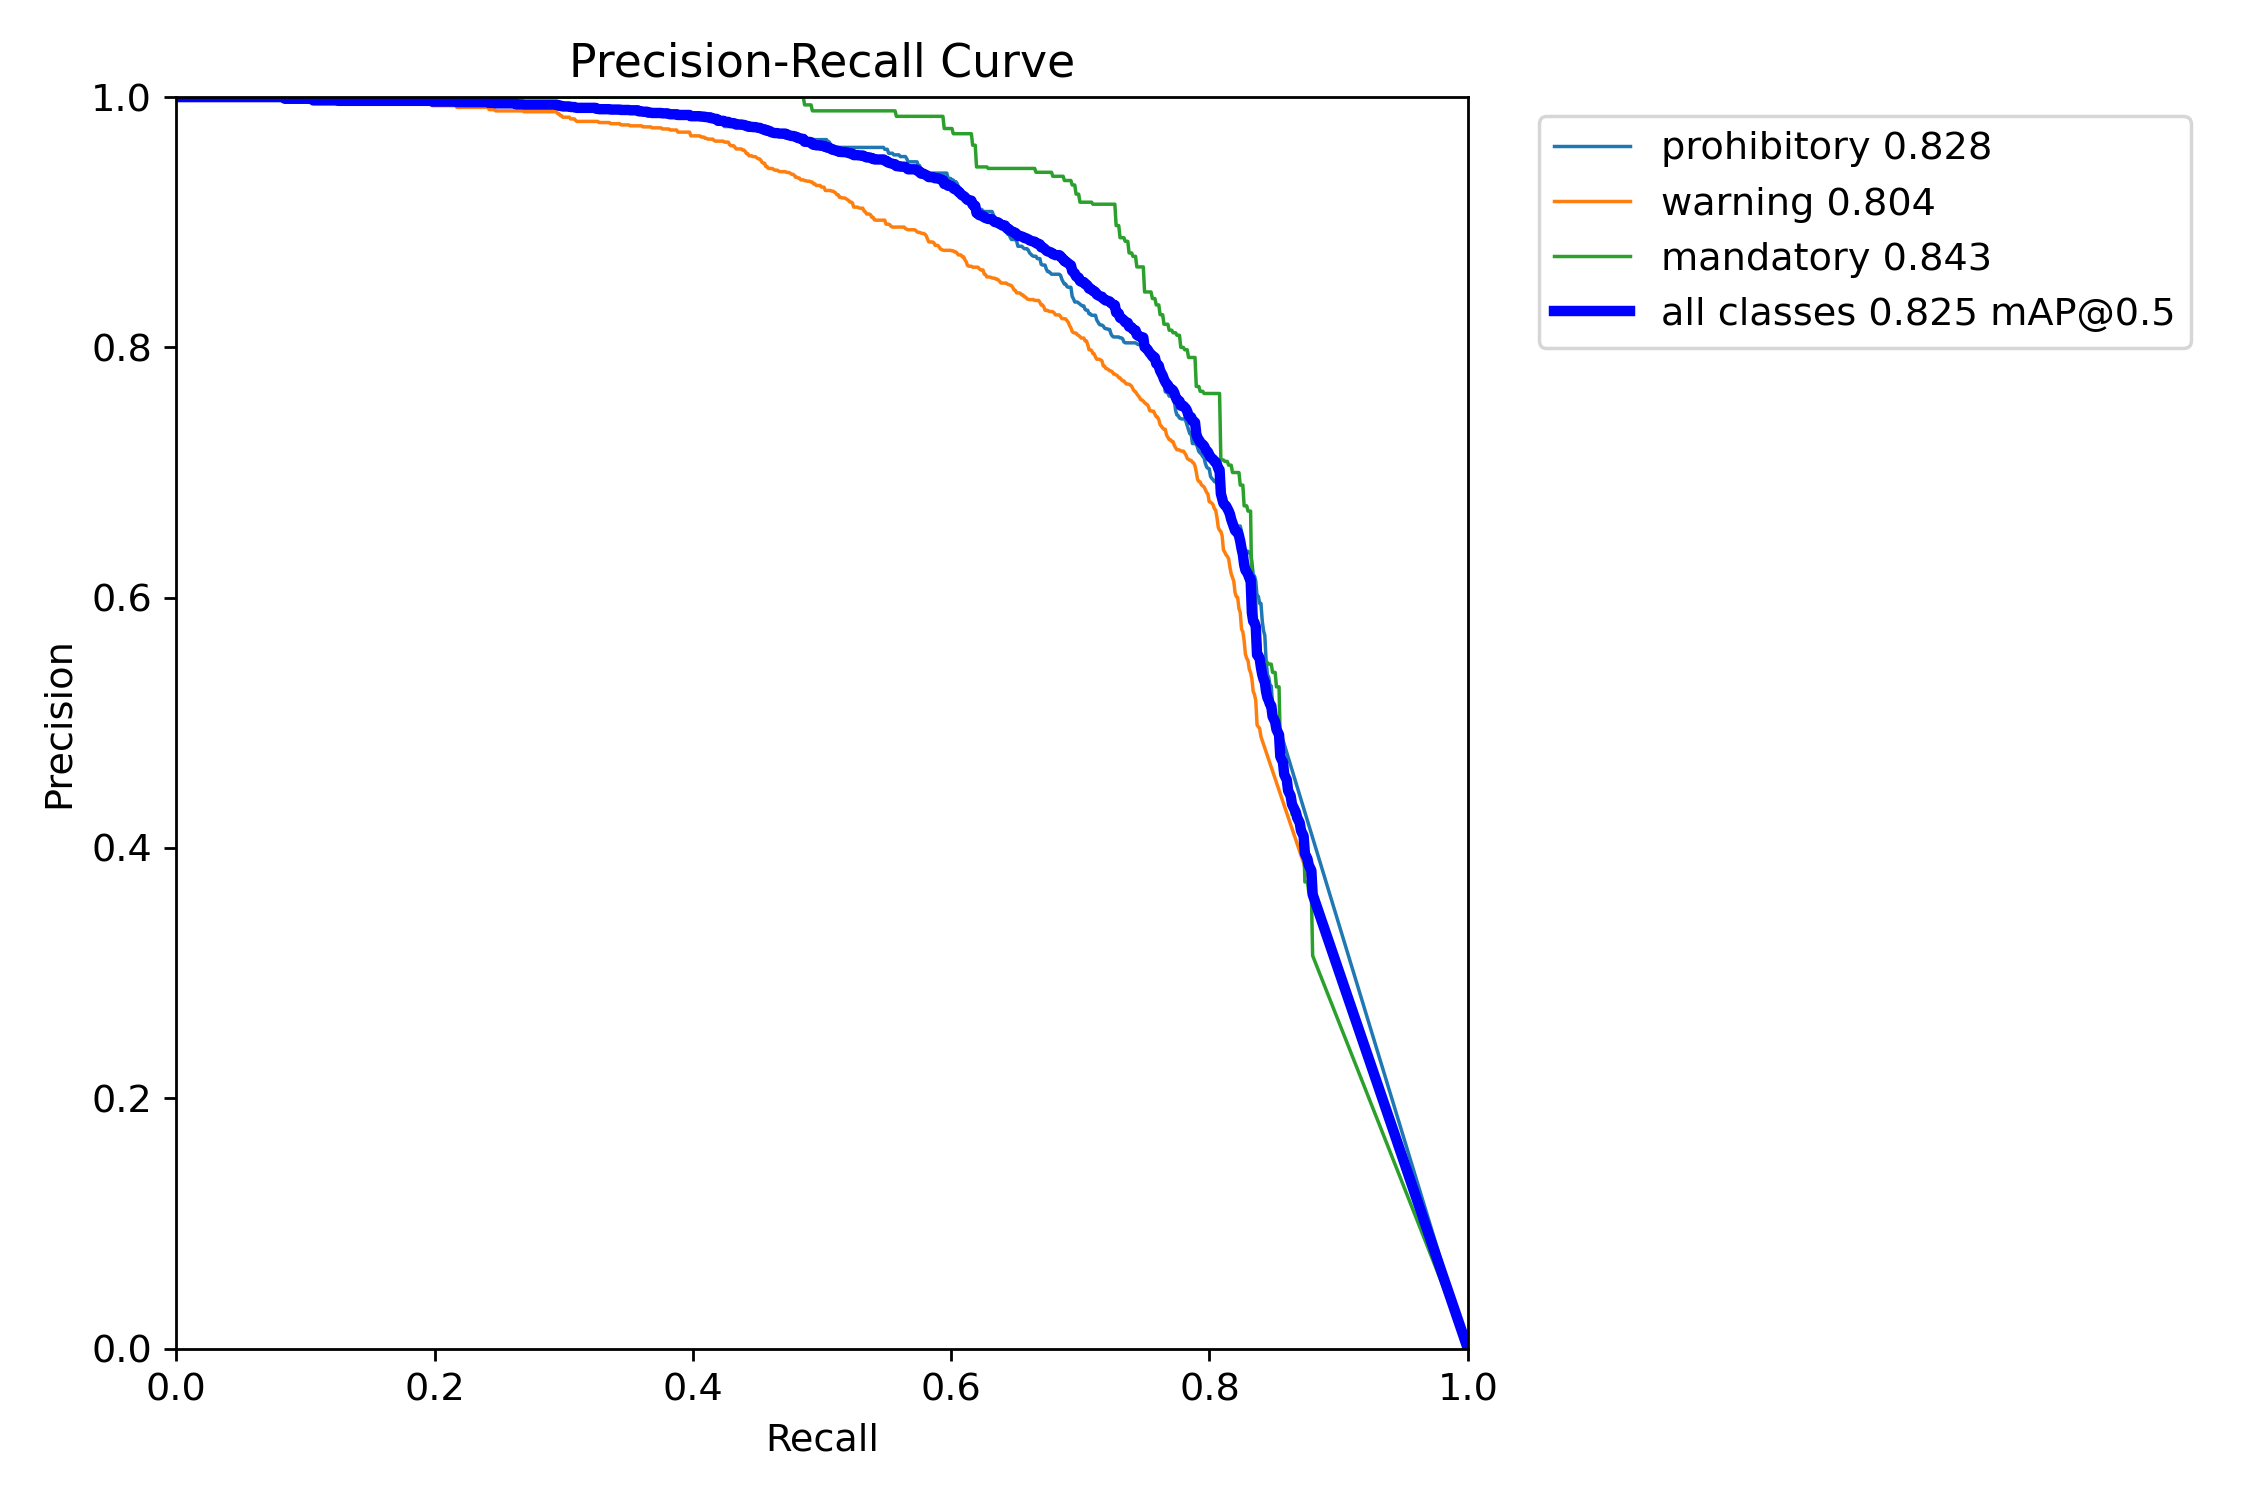 Precision-Recall Curve
1.0
0.8
0.6
0.4
0.2
0.0
Precision
0.0 0.2 0.4 0.6 0.8 1.0
Recall
prohibitory 0.828
warning 0.804
mandatory 0.843
all classes 0.825 mAP@0.5